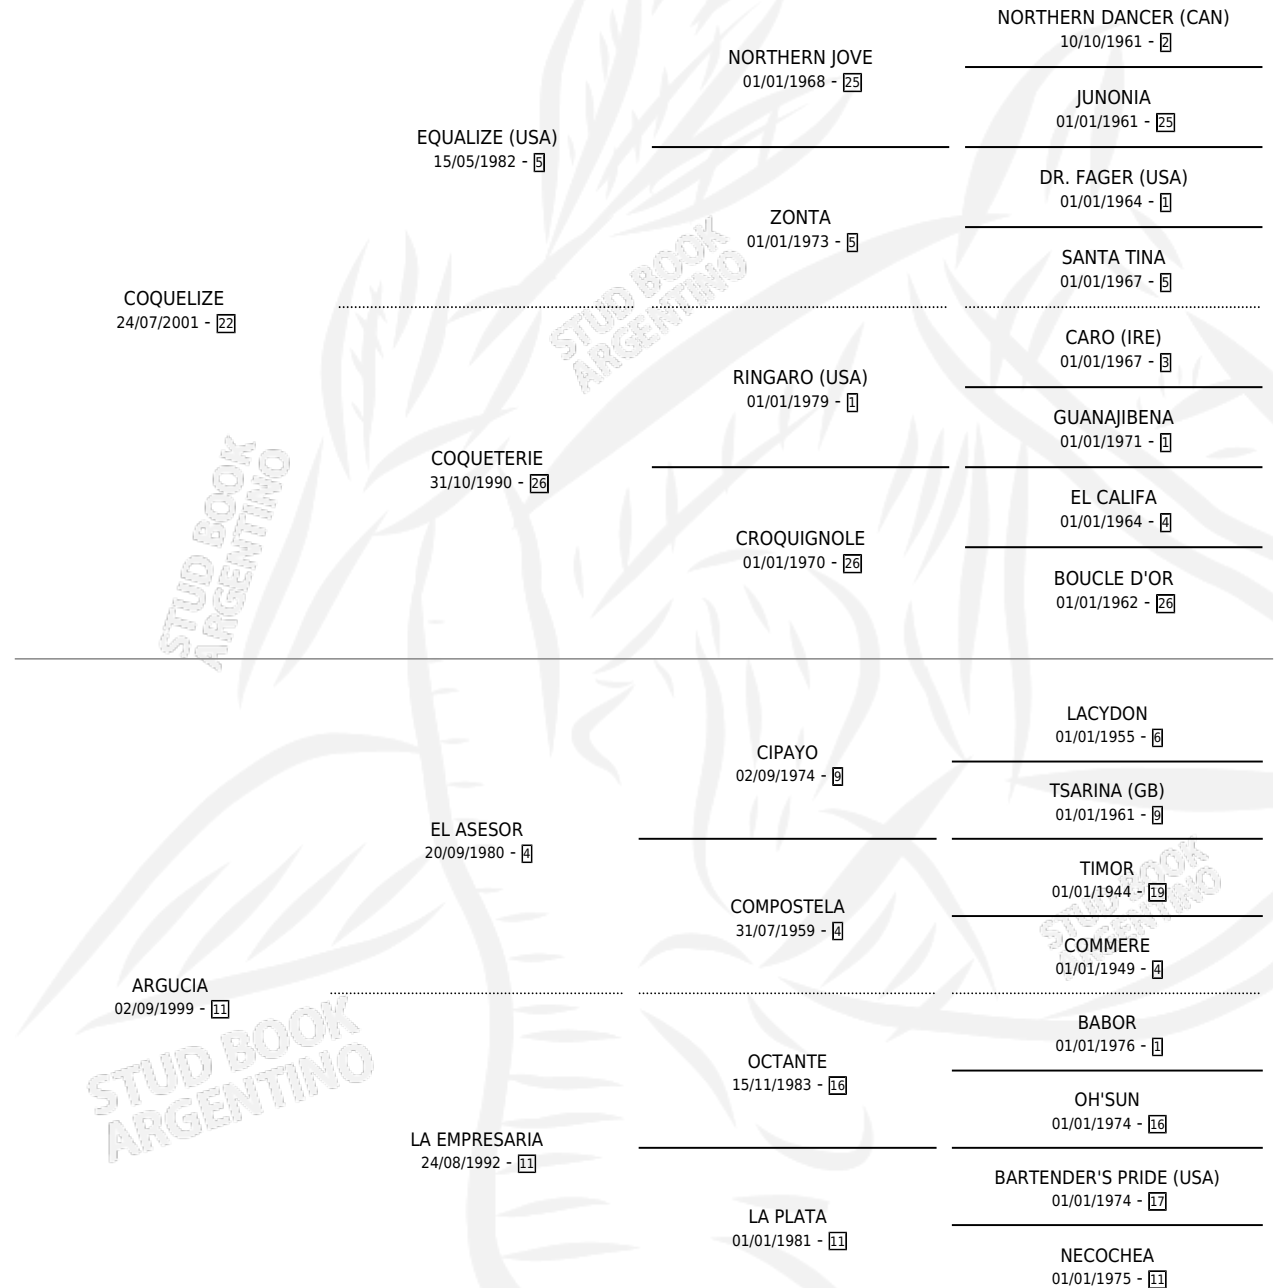 NORTHERN DANCER (CAN)
10/10/1961 - 2
NORTHERN JOVE
01/01/1968 - 25
JUNONIA
01/01/1961 - 25
EQUALIZE (USA)
15/05/1982 - 5
DR. FAGER (USA)
01/01/1964 - 1
ZONTA
01/01/1973 - 5
SANTA TINA
01/01/1967 - 5
STUD BOOK
ARGENTINO
COQUELIZE
24/07/2001 - 22
CARO (IRE)
01/01/1967 - 3
RINGARO (USA)
01/01/1979 - 1
GUANAJIBENA
01/01/1971 - 1
COQUETERIE
31/10/1990 - 26
EL CALIFA
01/01/1964 - 4
CROQUIGNOLE
01/01/1970 - 26
BOUCLE D'OR
01/01/1962 - 26
STUD BOOK
ARGENTINO
LACYDON
01/01/1955 - 6
CIPAYO
02/09/1974 - 9
TSARINA (GB)
01/01/1961 - 9
EL ASESOR
20/09/1980 - 4
TIMOR
01/01/1944 - 19
COMPOSTELA
31/07/1959 - 4
COMMERE
01/01/1949 - 4
STUD BOOK
ARGENTINO
ARGUCIA
02/09/1999 - 11
BABOR
01/01/1976 - 1
OCTANTE
15/11/1983 - 16
OH'SUN
01/01/1974 - 16
STUD BOOK
ARGENTINO
LA EMPRESARIA
24/08/1992 - 11
BARTENDER'S PRIDE (USA)
01/01/1974 - 17
LA PLATA
01/01/1981 - 11
NECOCHEA
01/01/1975 - 11